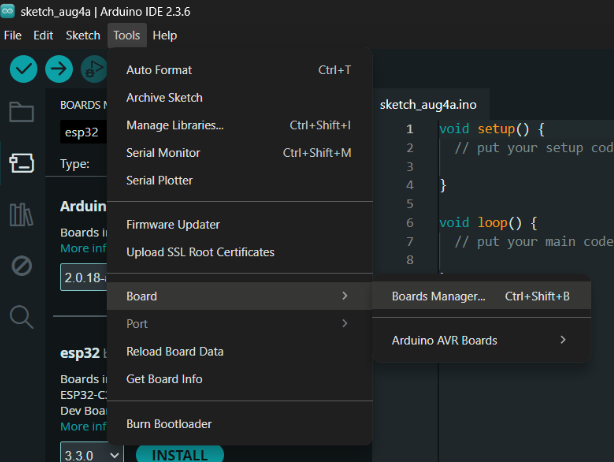 sketch_aug4a | Arduino IDE 2.3.6
File Edit Sketch Tools Help
BOARDS M
esp32
Type:
Arduin
Boards in
More inf
2.0.18-a
esp32 b
Boards in
ESP32-C
Dev Boar
More inf
3.3.0
INSTALL
Auto Format Ctrl+T
Archive Sketch
Manage Libraries... Ctrl+Shift+I
Serial Monitor Ctrl+Shift+M
Serial Plotter
Firmware Updater
Upload SSL Root Certificates
Board
Port
Reload Board Data
Get Board Info
Burn Bootloader
Boards Manager... Ctrl+Shift+B
Arduino AVR Boards
sketch_aug4a.ino
1 void setup() {
2 // put your setup cod
3
4 }
5
6 void loop() {
7 // put your main code
8